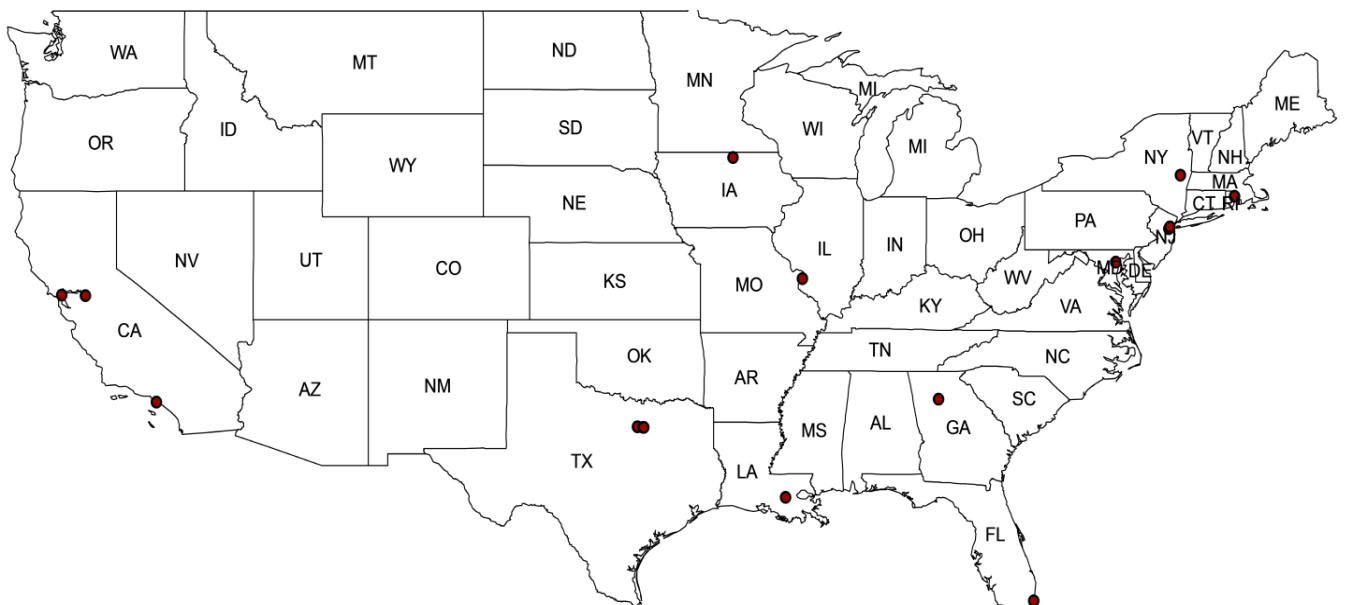 WA
MT
ND
MN
MI
ME
OR
ID
SD
WI
VT
WY
MI
NY
NH
IA
MA
NE
CT RI
PA
NJ
NV
UT
CO
IL
IN
OH
MD DE
KS
MO
WV
CA
KY
VA
OK
TN
NC
AZ
NM
AR
SC
MS
AL
GA
TX
LA
FL